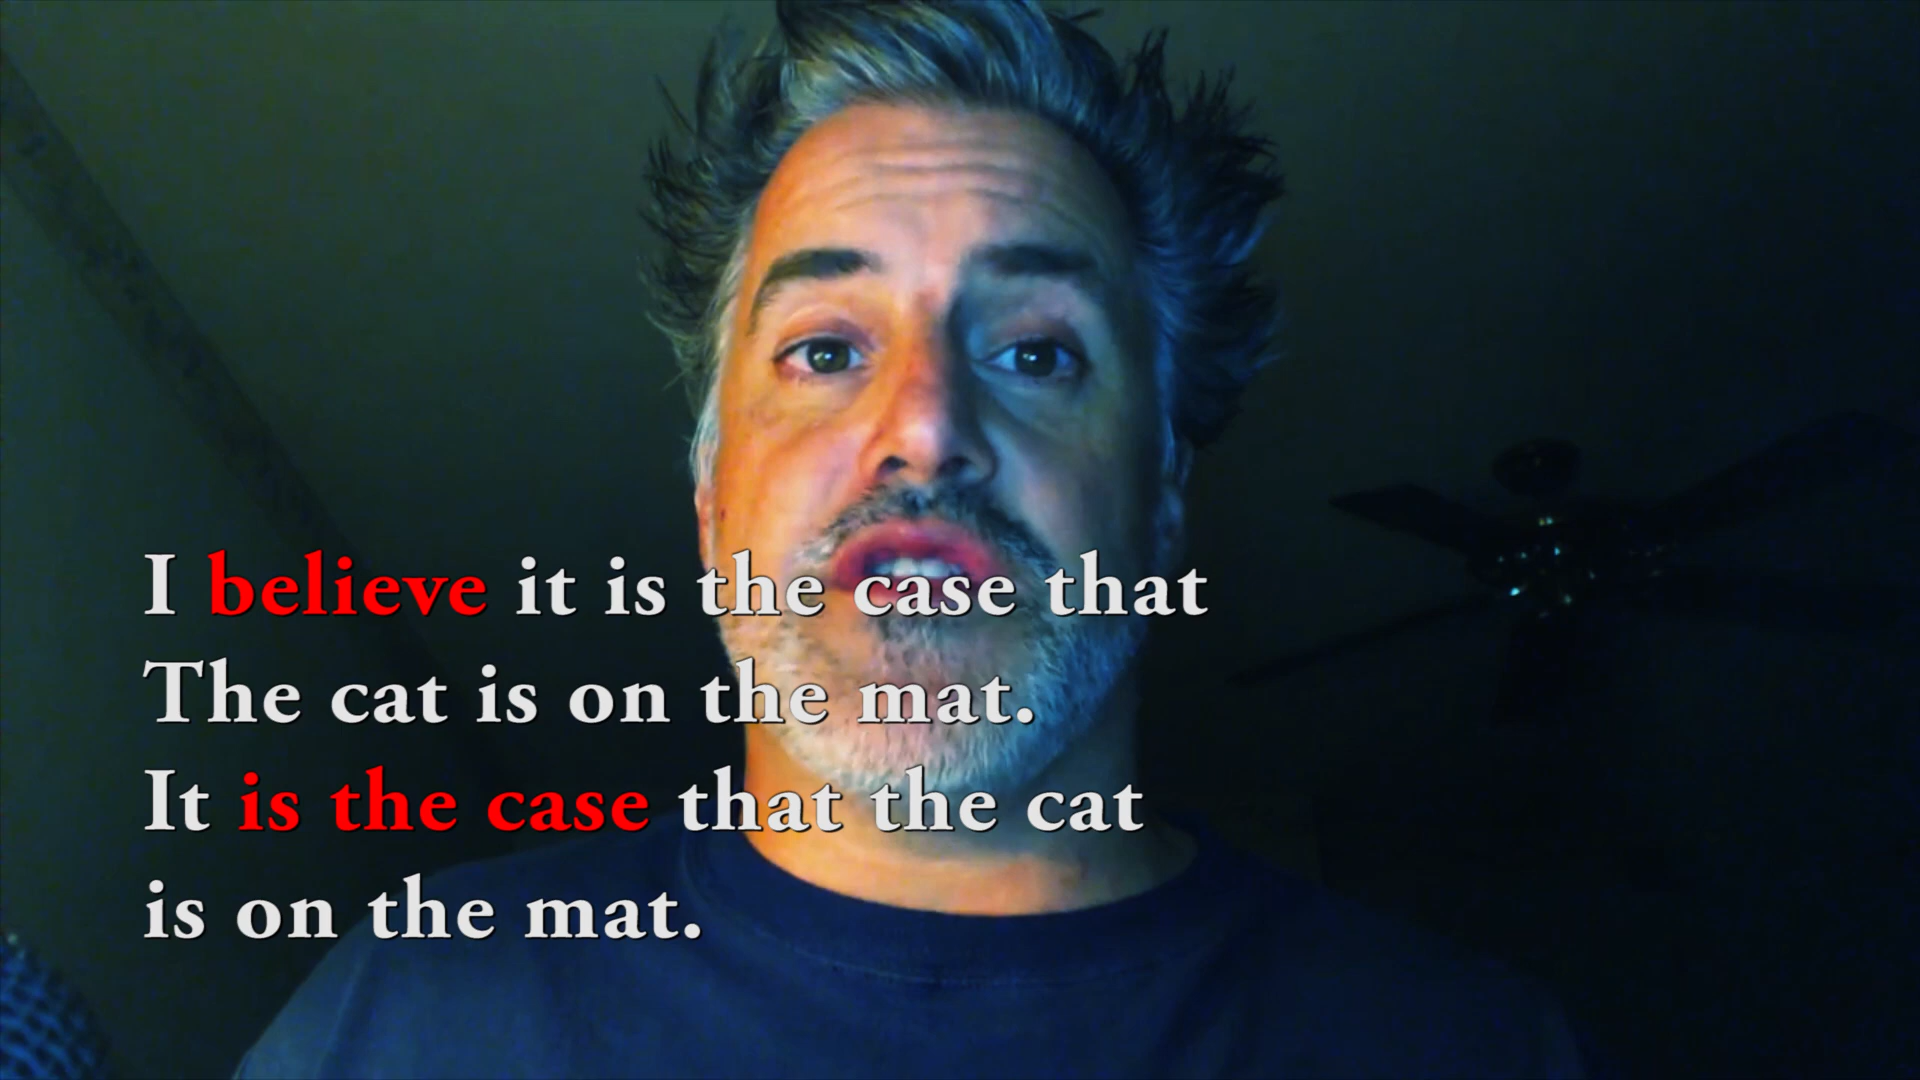 I believe it is the case that
The cat is on the mat.
It is the case that the cat
is on the mat.